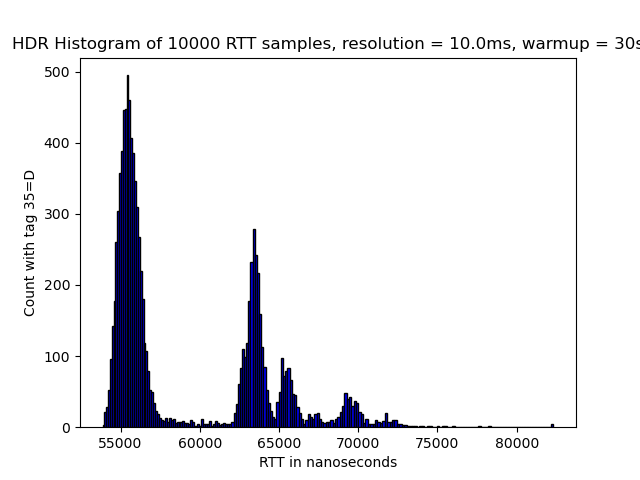 HDR Histogram of 10000 RTT samples, resolution = 10.0ms, warmup = 30s
500
400
300
200
100
0
Count with tag 35=D
55000 60000 65000 70000 75000 80000
RTT in nanoseconds